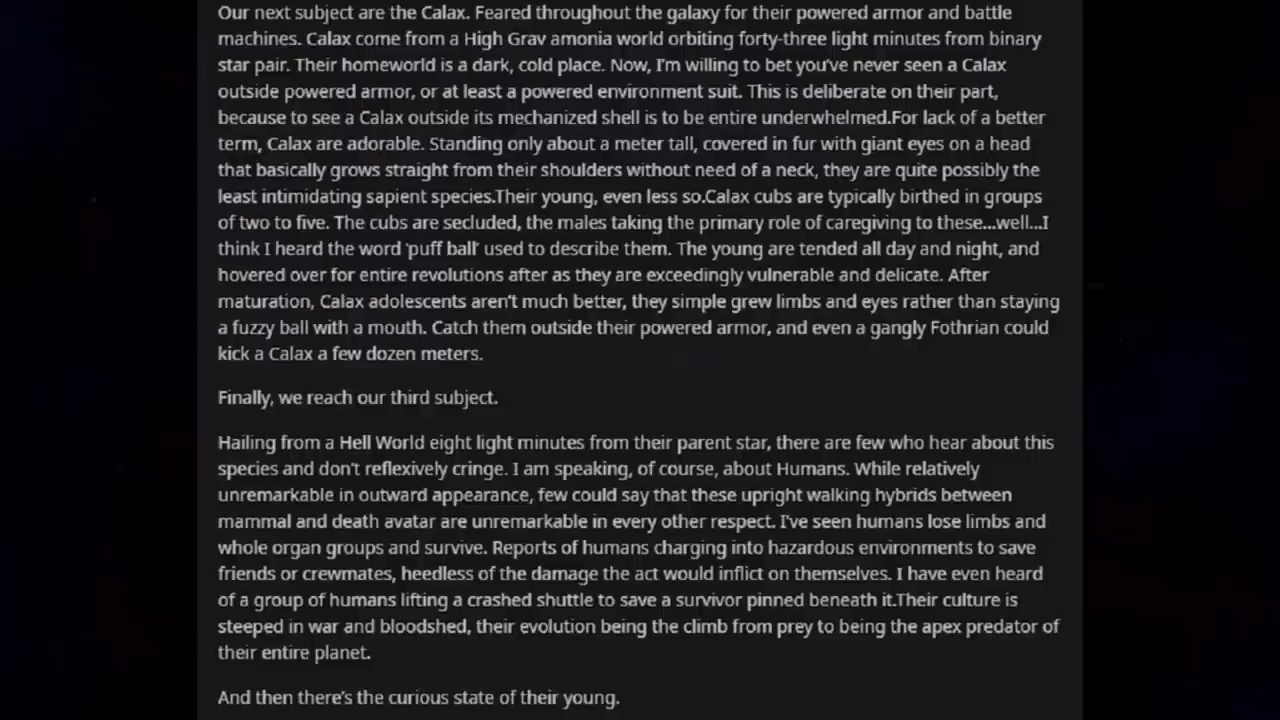 Our next subject are the Calax. Feared throughout the galaxy for their powered armor and battle
machines. Calax come from a High Grav amonia world orbiting forty-three light minutes from binary
star pair. Their homeworld is a dark, cold place. Now, I'm willing to bet you've never seen a Calax
outside powered armor, or at least a powered environment suit. This is deliberate on their part,
because to see a Calax outside its mechanized shell is to be entire underwhelmed.For lack of a better
term, Calax are adorable. Standing only about a meter tall, covered in fur with giant eyes on a head
that basically grows straight from their shoulders without need of a neck, they are quite possibly the
least intimidating sapient species.Their young, even less so.Calax cubs are typically birthed in groups
of two to five. The cubs are secluded, the males taking the primary role of caregiving to these...well...I
think I heard the word 'puff ball' used to describe them. The young are tended all day and night, and
hovered over for entire revolutions after as they are exceedingly vulnerable and delicate. After
maturation, Calax adolescents aren't much better, they simple grew limbs and eyes rather than staying
a fuzzy ball with a mouth. Catch them outside their powered armor, and even a gangly Fothrian could
kick a Calax a few dozen meters.
Finally, we reach our third subject.
Hailing from a Hell World eight light minutes from their parent star, there are few who hear about this
species and don't reflexively cringe. I am speaking, of course, about Humans. While relatively
unremarkable in outward appearance, few could say that these upright walking hybrids between
mammal and death avatar are unremarkable in every other respect. I've seen humans lose limbs and
whole organ groups and survive. Reports of humans charging into hazardous environments to save
friends or crewmates, heedless of the damage the act would inflict on themselves. I have even heard
of a group of humans lifting a crashed shuttle to save a survivor pinned beneath it.Their culture is
steeped in war and bloodshed, their evolution being the climb from prey to being the apex predator of
their entire planet.
And then there's the curious state of their young.